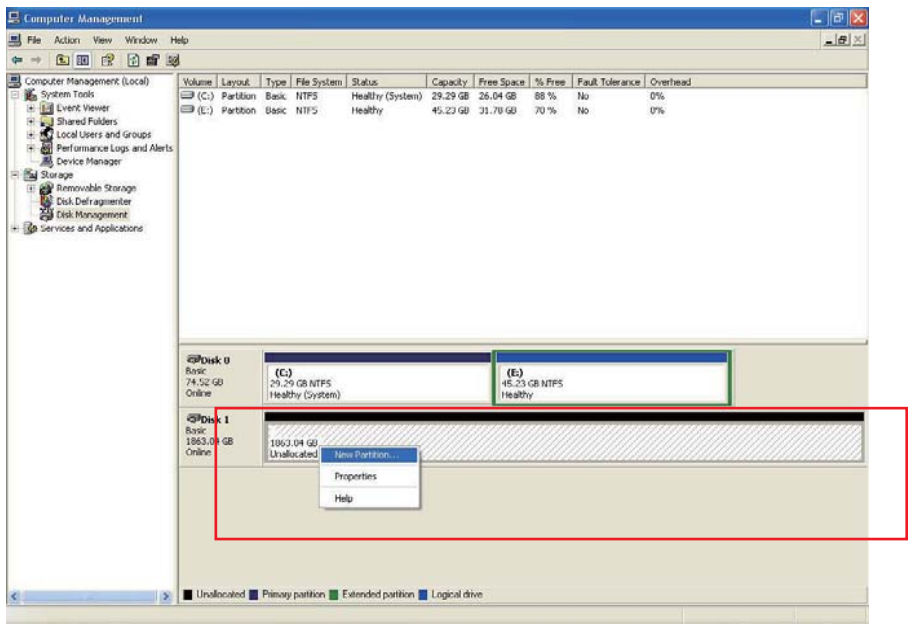 Computer Management
File Action View Window Help
Computer Management (Local)
System Tools
Event Viewer
Shared Folders
Local Users and Groups
Performance Logs and Alerts
Device Manager
Storage
Removable Storage
Disk Defragmenter
Disk Management
Services and Applications
Volume Layout Type File System Status Capacity Free Space % Free Fault Tolerance Overhead
(C:) Partition Basic NTFS Healthy (System) 29.29 GB 26.04 GB 88 % No 0%
(E:) Partition Basic NTFS Healthy 45.23 GB 31.78 GB 70 % No 0%
Disk 0
Basic
74.52 GB
Online
(C:)
29.29 GB NTFS
Healthy (System)
(E:)
45.23 GB NTFS
Healthy
Disk 1
Basic
1863.04 GB
Online
1863.04 GB
Unallocated
New Partition...
Properties
Help
Unallocated Primary partition Extended partition Logical drive